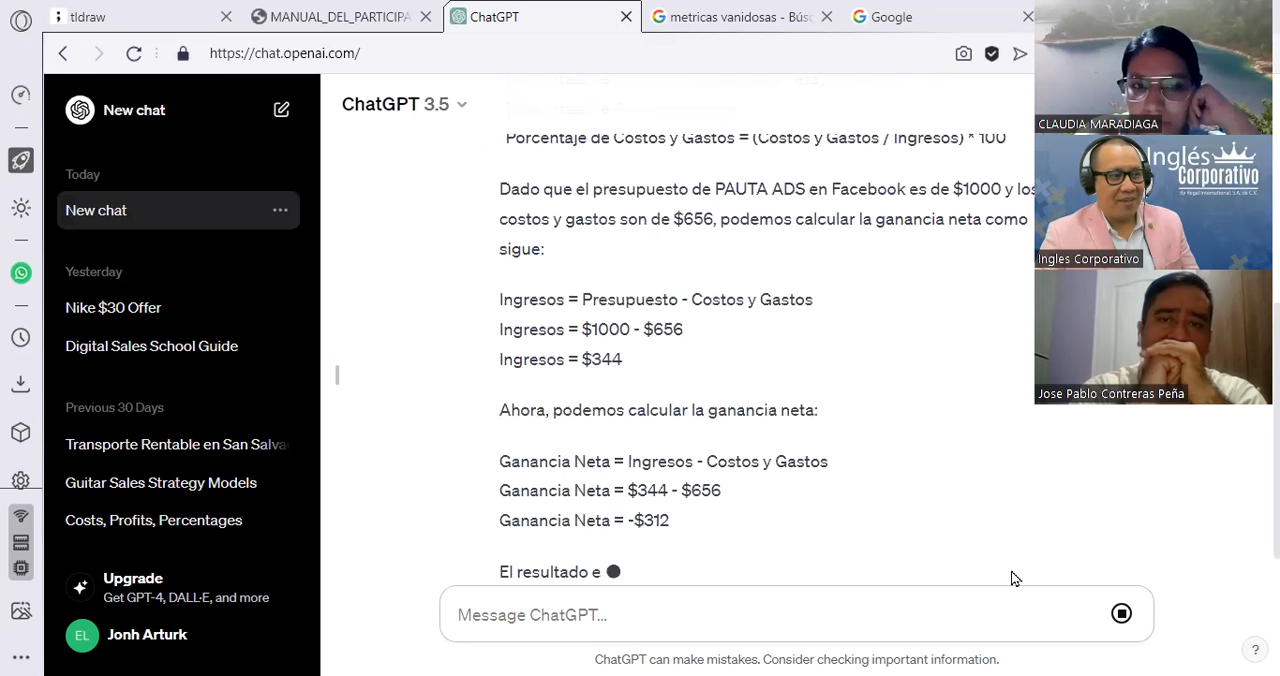 tldraw
MANUAL_DEL_PARTICIPA
ChatGPT
metricas vanidosas - Búsc
Google
https://chat.openai.com/
New chat
Today
New chat
Yesterday
Nike $30 Offer
Digital Sales School Guide
Previous 30 Days
Transporte Rentable en San Salva
Guitar Sales Strategy Models
Costs, Profits, Percentages
Upgrade
Get GPT-4, DALL·E, and more
EL
Jonh Arturk
ChatGPT 3.5
Porcentaje de Costos y Gastos = (Costos y Gastos / Ingresos) * 100
Dado que el presupuesto de PAUTA ADS en Facebook es de $1000 y los
costos y gastos son de $656, podemos calcular la ganancia neta como
sigue:
Ingresos = Presupuesto - Costos y Gastos
Ingresos = $1000 - $656
Ingresos = $344
Ahora, podemos calcular la ganancia neta:
Ganancia Neta = Ingresos - Costos y Gastos
Ganancia Neta = $344 - $656
Ganancia Neta = -$312
El resultado e
Message ChatGPT...
ChatGPT can make mistakes. Consider checking important information.
?
CLAUDIA MARADIAGA
Inglés
Corporativo
Ingles Corporativo
Jose Pablo Contreras Peña